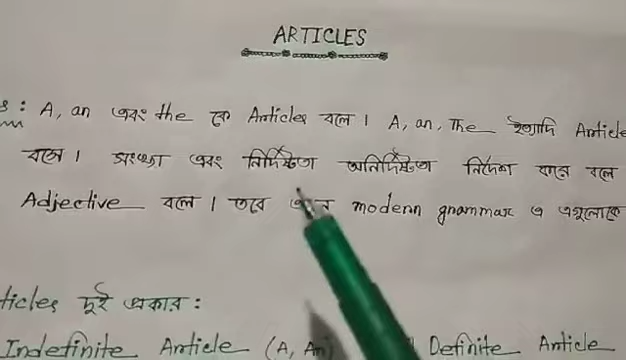 ARTICLES
A, an এবং the কে Articles বলে। A, an, The ইত্যাদি Article
বসে। সংখ্যা এবং নির্দিষ্টতা অনির্দিষ্টতা নির্দেশ করে বলে
Adjective বলে। তবে modern grammar এ এগুলোকে
ticles দুই প্রকার:
Indefinite Article (A, An) Definite Article